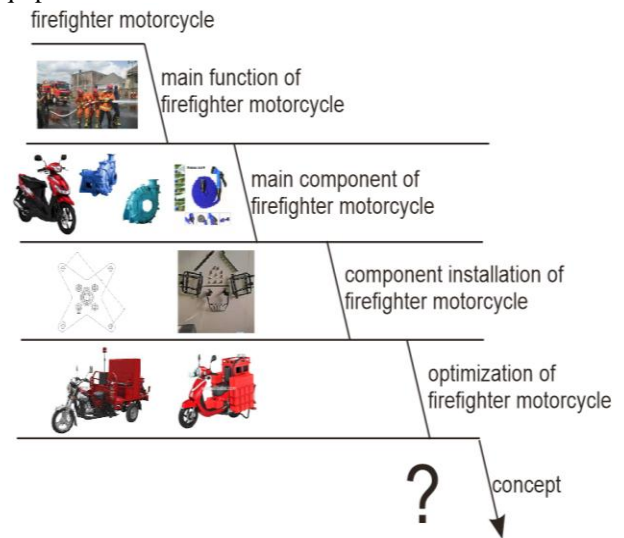 firefighter motorcycle
main function of
firefighter motorcycle
main component of
firefighter motorcycle
component installation of
firefighter motorcycle
optimization of
firefighter motorcycle
?
concept